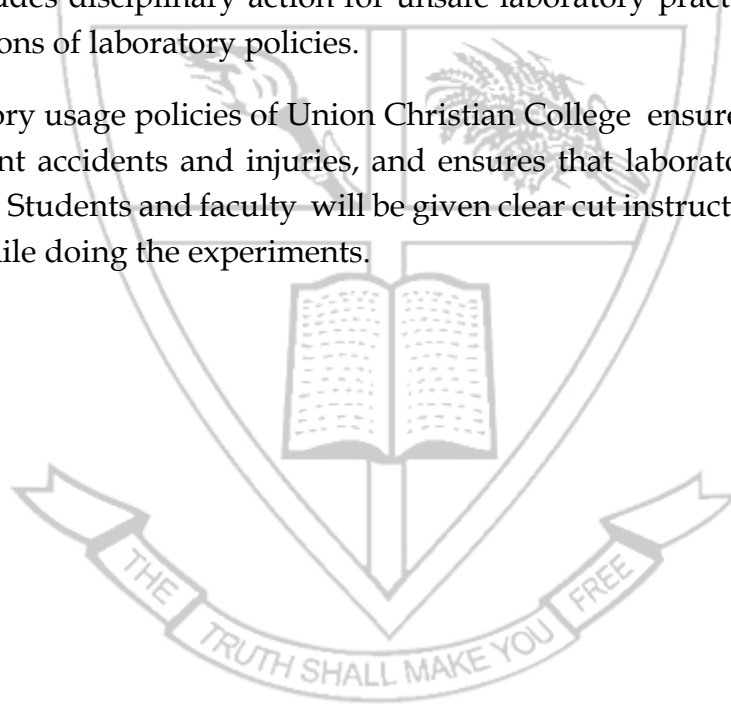 udes disciplinary action for unsafe laboratory pract
ons of laboratory policies.
ory usage policies of Union Christian College ensure
nt accidents and injuries, and ensures that laborato
Students and faculty will be given clear cut instruct
ile doing the experiments.
THE TRUTH SHALL MAKE YOU FREE